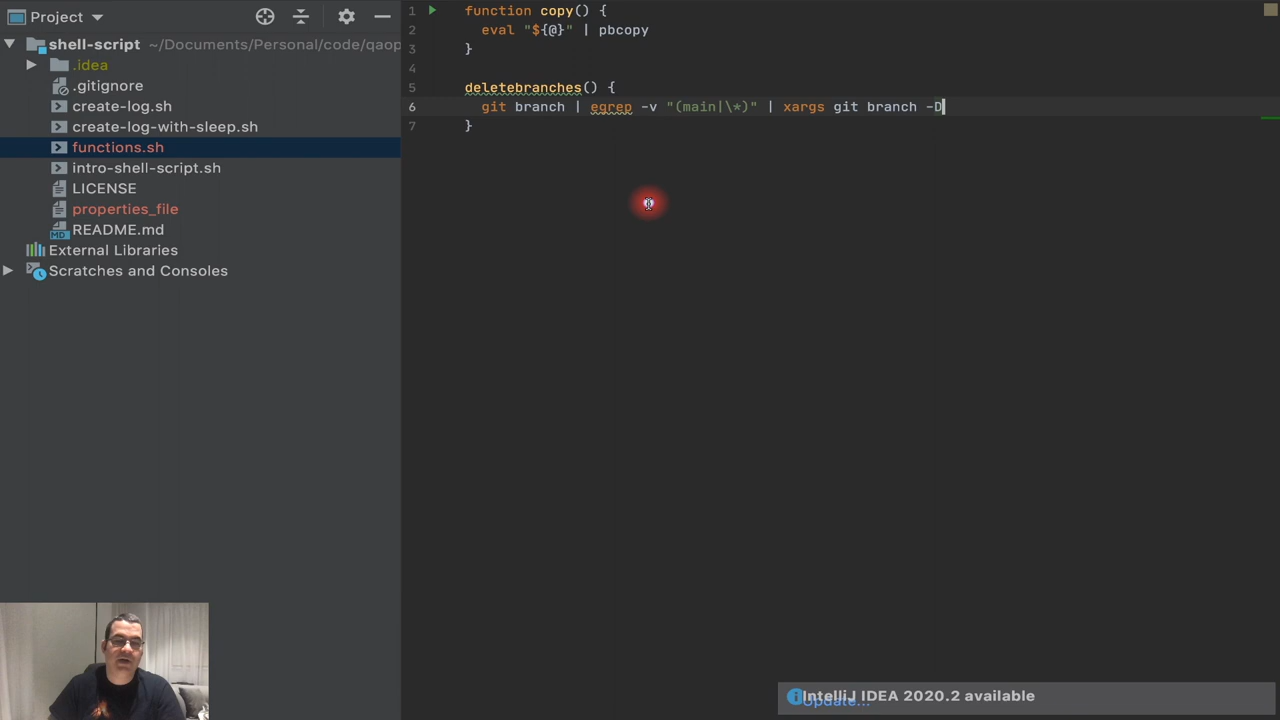 Project
shell-script ~/Documents/Personal/code/qaop
.idea
.gitignore
create-log.sh
create-log-with-sleep.sh
functions.sh
intro-shell-script.sh
LICENSE
properties_file
MD README.md
External Libraries
Scratches and Consoles
1 function copy() {
2 eval "${@}" | pbcopy
3 }
4
5 deletebranches() {
6 git branch | egrep -v "(main|\*)" | xargs git branch -D
7 }
IntelliJ IDEA 2020.2 available
Update...